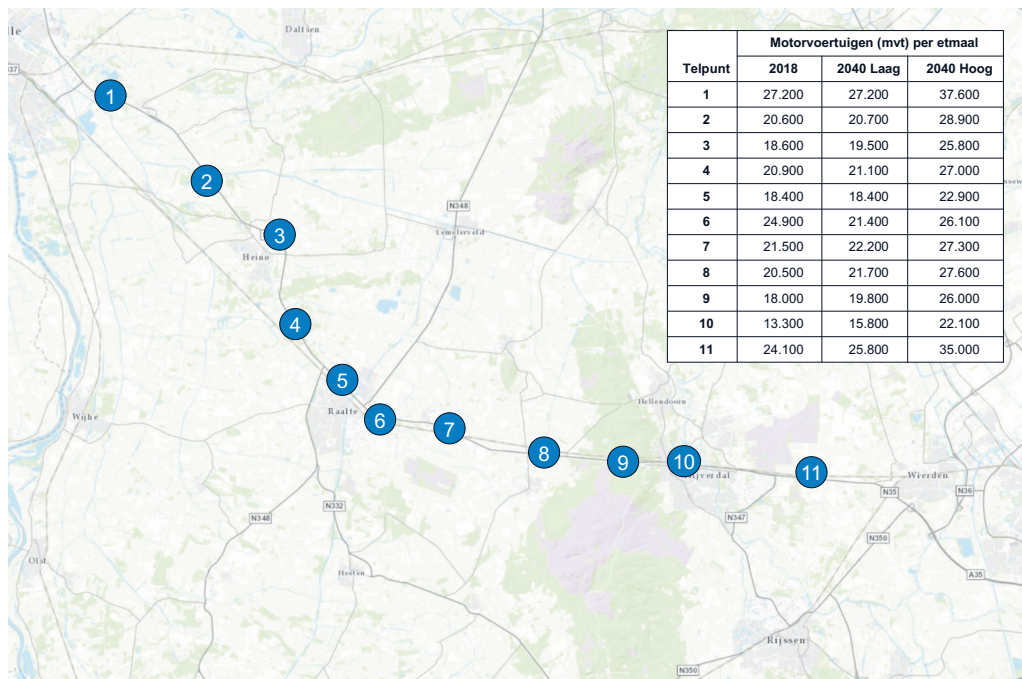 lle
Dalfsen
Motorvoertuigen (mvt) per etmaal
Telpunt 2018 2040 Laag 2040 Hoog
1 27.200 27.200 37.600
2 20.600 20.700 28.900
3 18.600 19.500 25.800
4 20.900 21.100 27.000
5 18.400 18.400 22.900
6 24.900 21.400 26.100
7 21.500 22.200 27.300
8 20.500 21.700 27.600
9 18.000 19.800 26.000
10 13.300 15.800 22.100
11 24.100 25.800 35.000
1
2
N348
Lemelerveld
3
Heino
4
5
Raalte
6
7
Wijhe
Hellendoorn
8
9
10
ijverdal
11
Wierden
N35
N36
N332
N348
N347
N350
Olst
Heeten
A35
Rijssen
N350